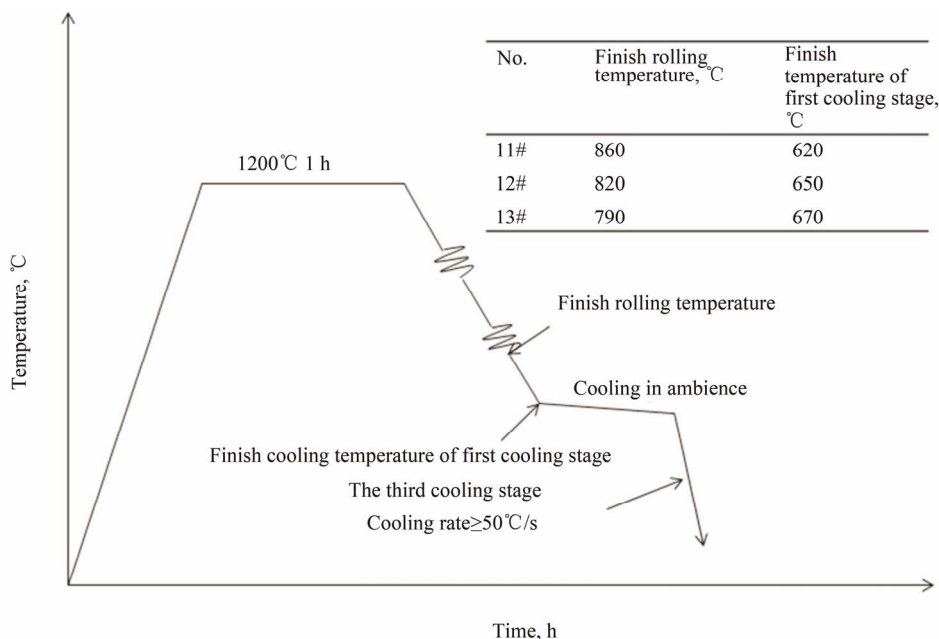 No. Finish rolling temperature, ℃ Finish temperature of first cooling stage, ℃
11# 860 620
12# 820 650
13# 790 670
1200℃ 1 h
Temperature, ℃
Finish rolling temperature
Cooling in ambience
Finish cooling temperature of first cooling stage
The third cooling stage
Cooling rate≥50℃/s
Time, h